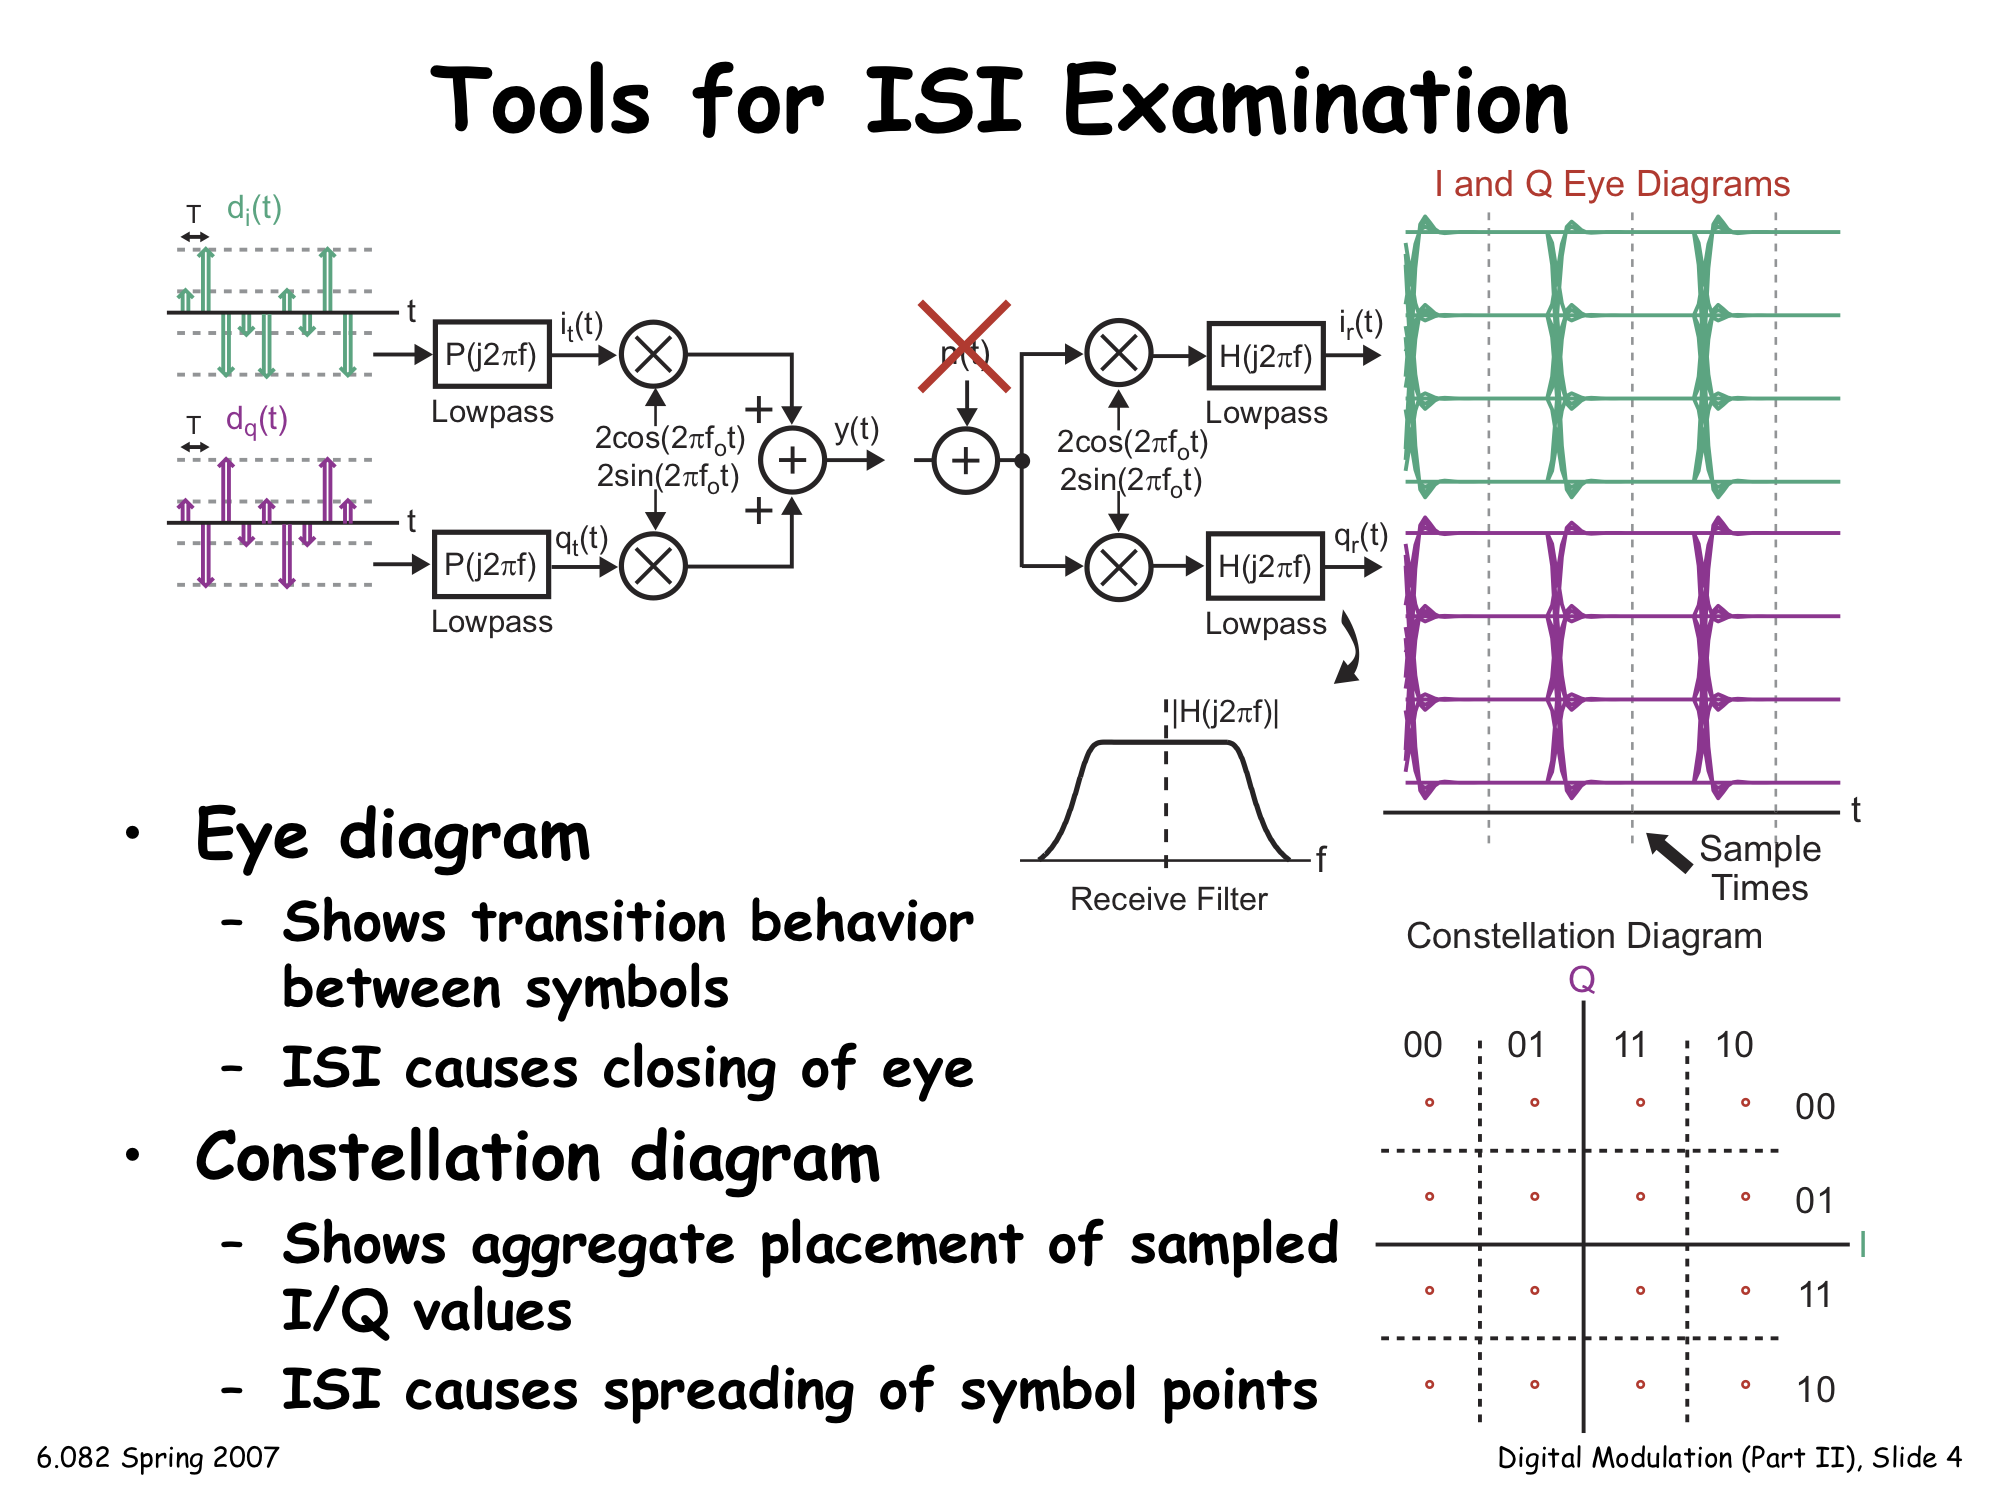 Tools for ISI Examination
I and Q Eye Diagrams
T
di(t)
t
P(j2πf)
Lowpass
it(t)
2cos(2πfot)
2sin(2πfot)
T
dq(t)
t
P(j2πf)
Lowpass
qt(t)
+
+
+
y(t)
n(t)
+
2cos(2πfot)
2sin(2πfot)
H(j2πf)
Lowpass
ir(t)
H(j2πf)
Lowpass
qr(t)
|H(j2πf)|
f
Receive Filter
t
Sample
Times
• Eye diagram
– Shows transition behavior
between symbols
– ISI causes closing of eye
• Constellation diagram
– Shows aggregate placement of sampled
I/Q values
– ISI causes spreading of symbol points
Constellation Diagram
Q
00 01 11 10
00
01
I
11
10
6.082 Spring 2007
Digital Modulation (Part II), Slide 4